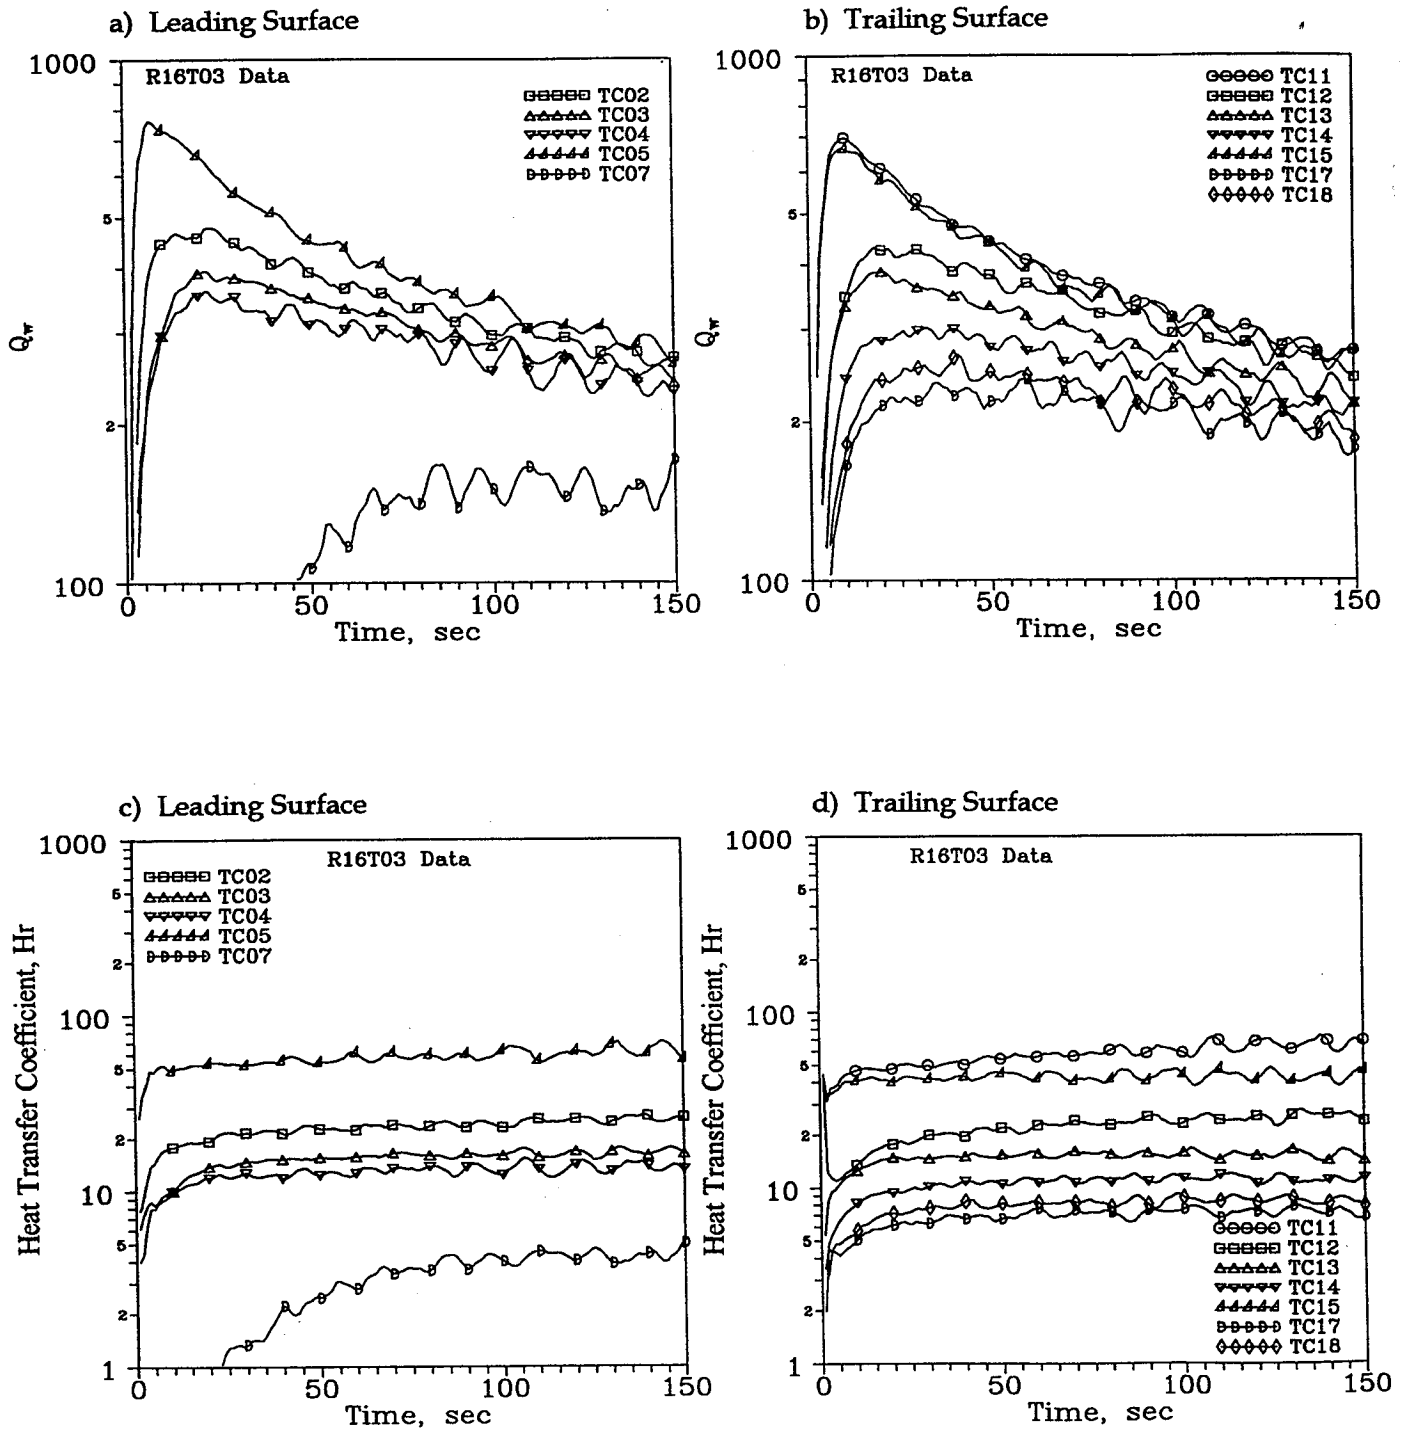 a) Leading Surface
1000
R16T03 Data
TC02
TC03
TC04
TC05
TC07
5
Qw
2
100
0
50
100
150
Time, sec
b) Trailing Surface
1000
R16T03 Data
TC11
TC12
TC13
TC14
TC15
TC17
TC18
5
Qw
2
100
0
50
100
150
Time, sec
c) Leading Surface
1000
R16T03 Data
TC02
TC03
TC04
TC05
TC07
5
2
100
5
2
10
5
2
1
Heat Transfer Coefficient, Hr
0
50
100
150
Time, sec
d) Trailing Surface
1000
R16T03 Data
5
2
100
5
2
10
5
2
1
Heat Transfer Coefficient, Hr
TC11
TC12
TC13
TC14
TC15
TC17
TC18
0
50
100
150
Time, sec